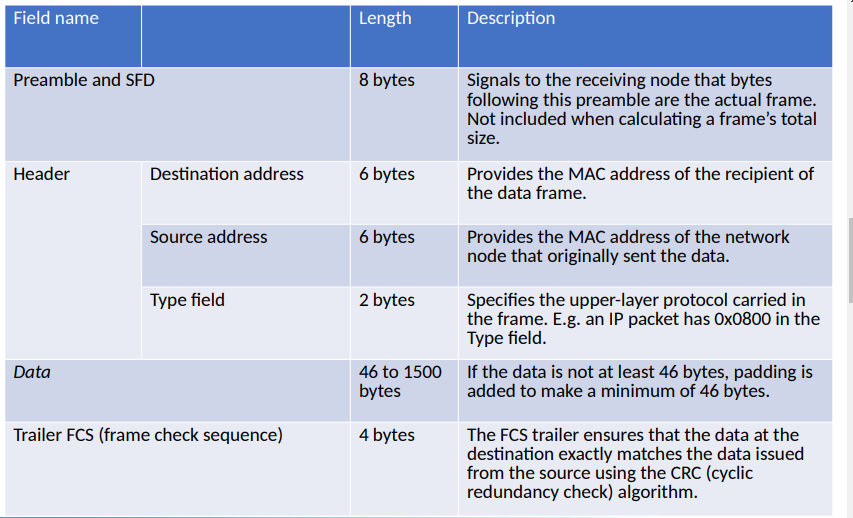 Field name Length Description
Preamble and SFD 8 bytes Signals to the receiving node that bytes
following this preamble are the actual frame.
Not included when calculating a frame's total
size.
Header Destination address 6 bytes Provides the MAC address of the recipient of
the data frame.
Source address 6 bytes Provides the MAC address of the network
node that originally sent the data.
Type field 2 bytes Specifies the upper-layer protocol carried in
the frame. E.g. an IP packet has 0x0800 in the
Type field.
Data 46 to 1500 If the data is not at least 46 bytes, padding is
bytes added to make a minimum of 46 bytes.
Trailer FCS (frame check sequence) 4 bytes The FCS trailer ensures that the data at the
destination exactly matches the data issued
from the source using the CRC (cyclic
redundancy check) algorithm.